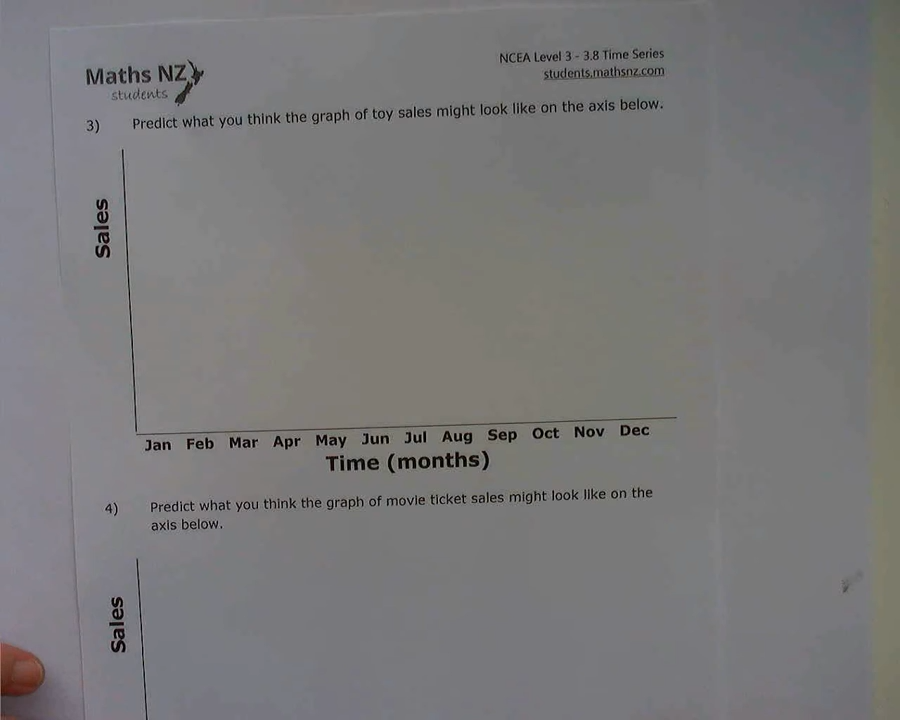 Maths NZ
students
NCEA Level 3 - 3.8 Time Series
students.mathsnz.com
3) Predict what you think the graph of toy sales might look like on the axis below.
Sales
Jan Feb Mar Apr May Jun Jul Aug Sep Oct Nov Dec
Time (months)
4) Predict what you think the graph of movie ticket sales might look like on the
axis below.
Sales